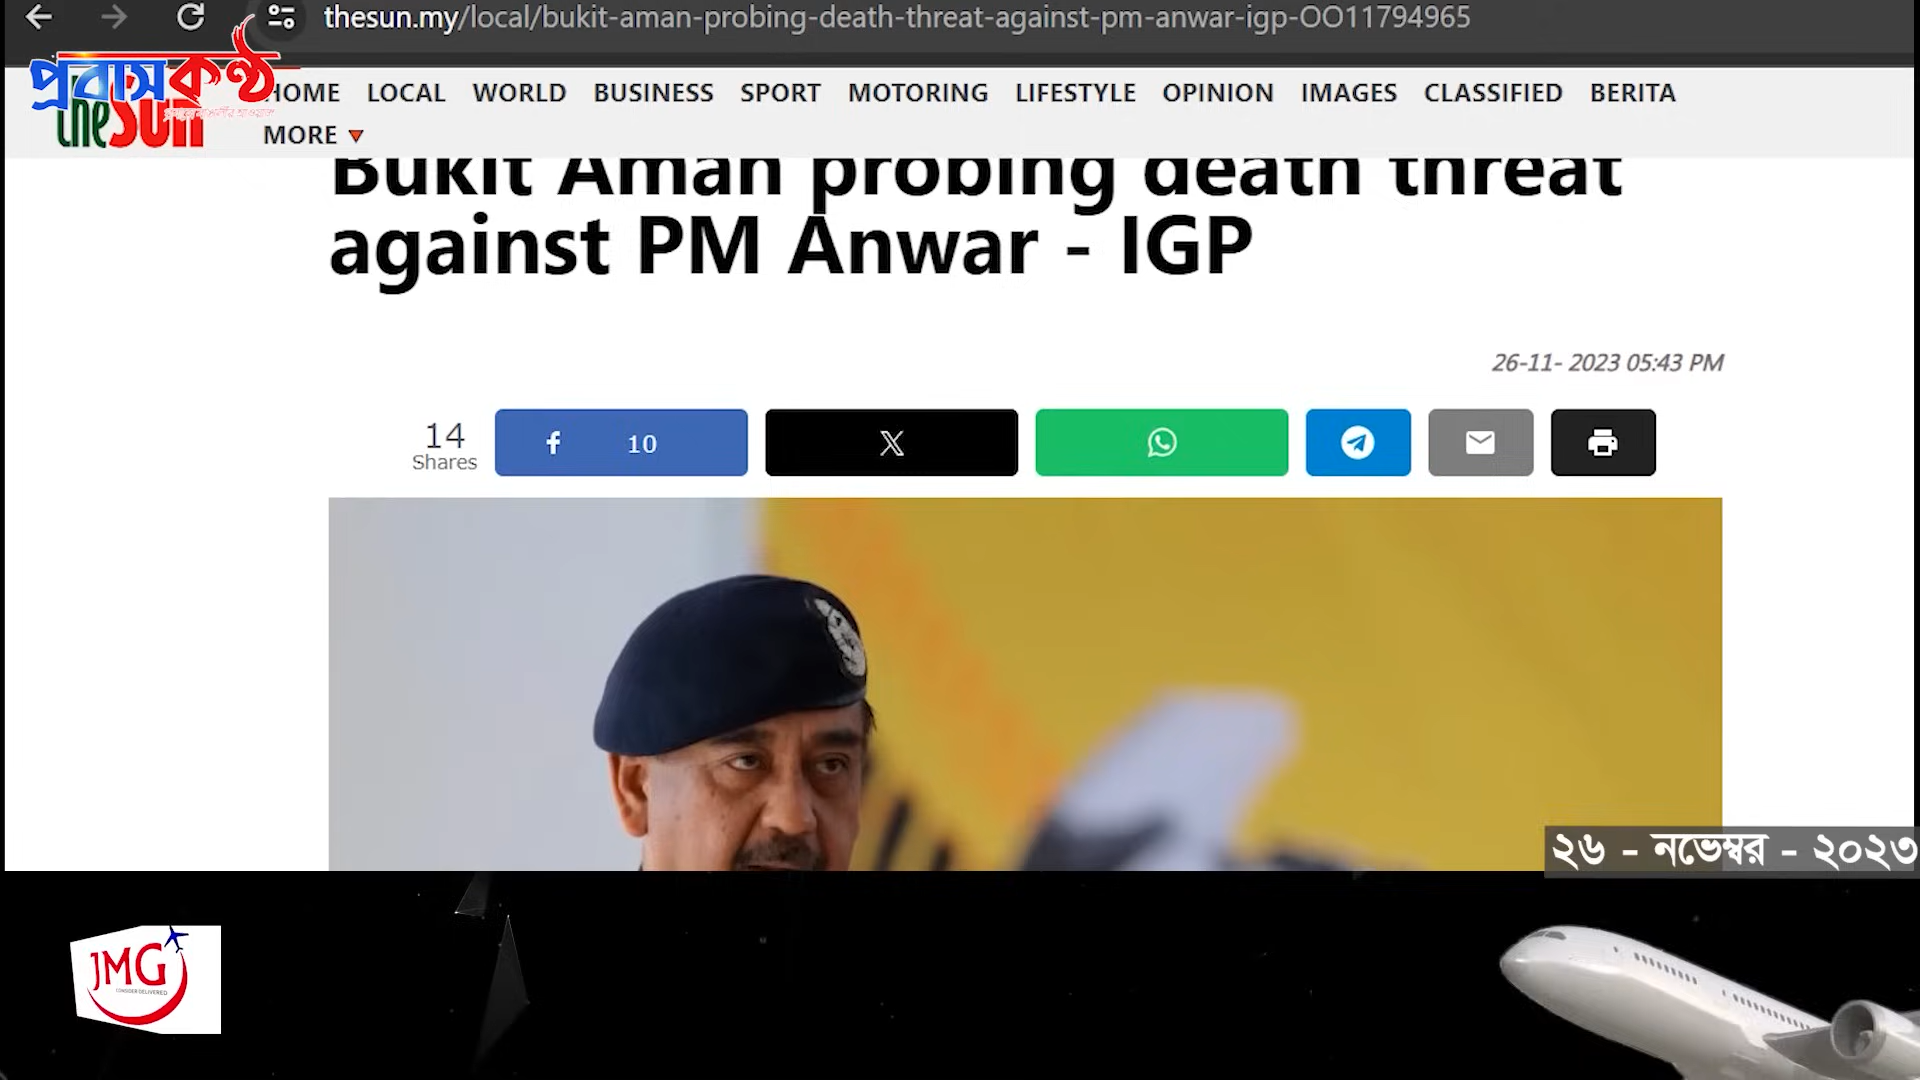 thesun.my/local/bukit-aman-probing-death-threat-against-pm-anwar-igp-OO11794965
প্রবাস কণ্ঠ
theSun
HOME LOCAL WORLD BUSINESS SPORT MOTORING LIFESTYLE OPINION IMAGES CLASSIFIED BERITA
MORE
Bukit Aman probing death threat
against PM Anwar - IGP
26-11- 2023 05:43 PM
14
Shares
10
২৬ - নভেম্বর - ২০২৩
JMG